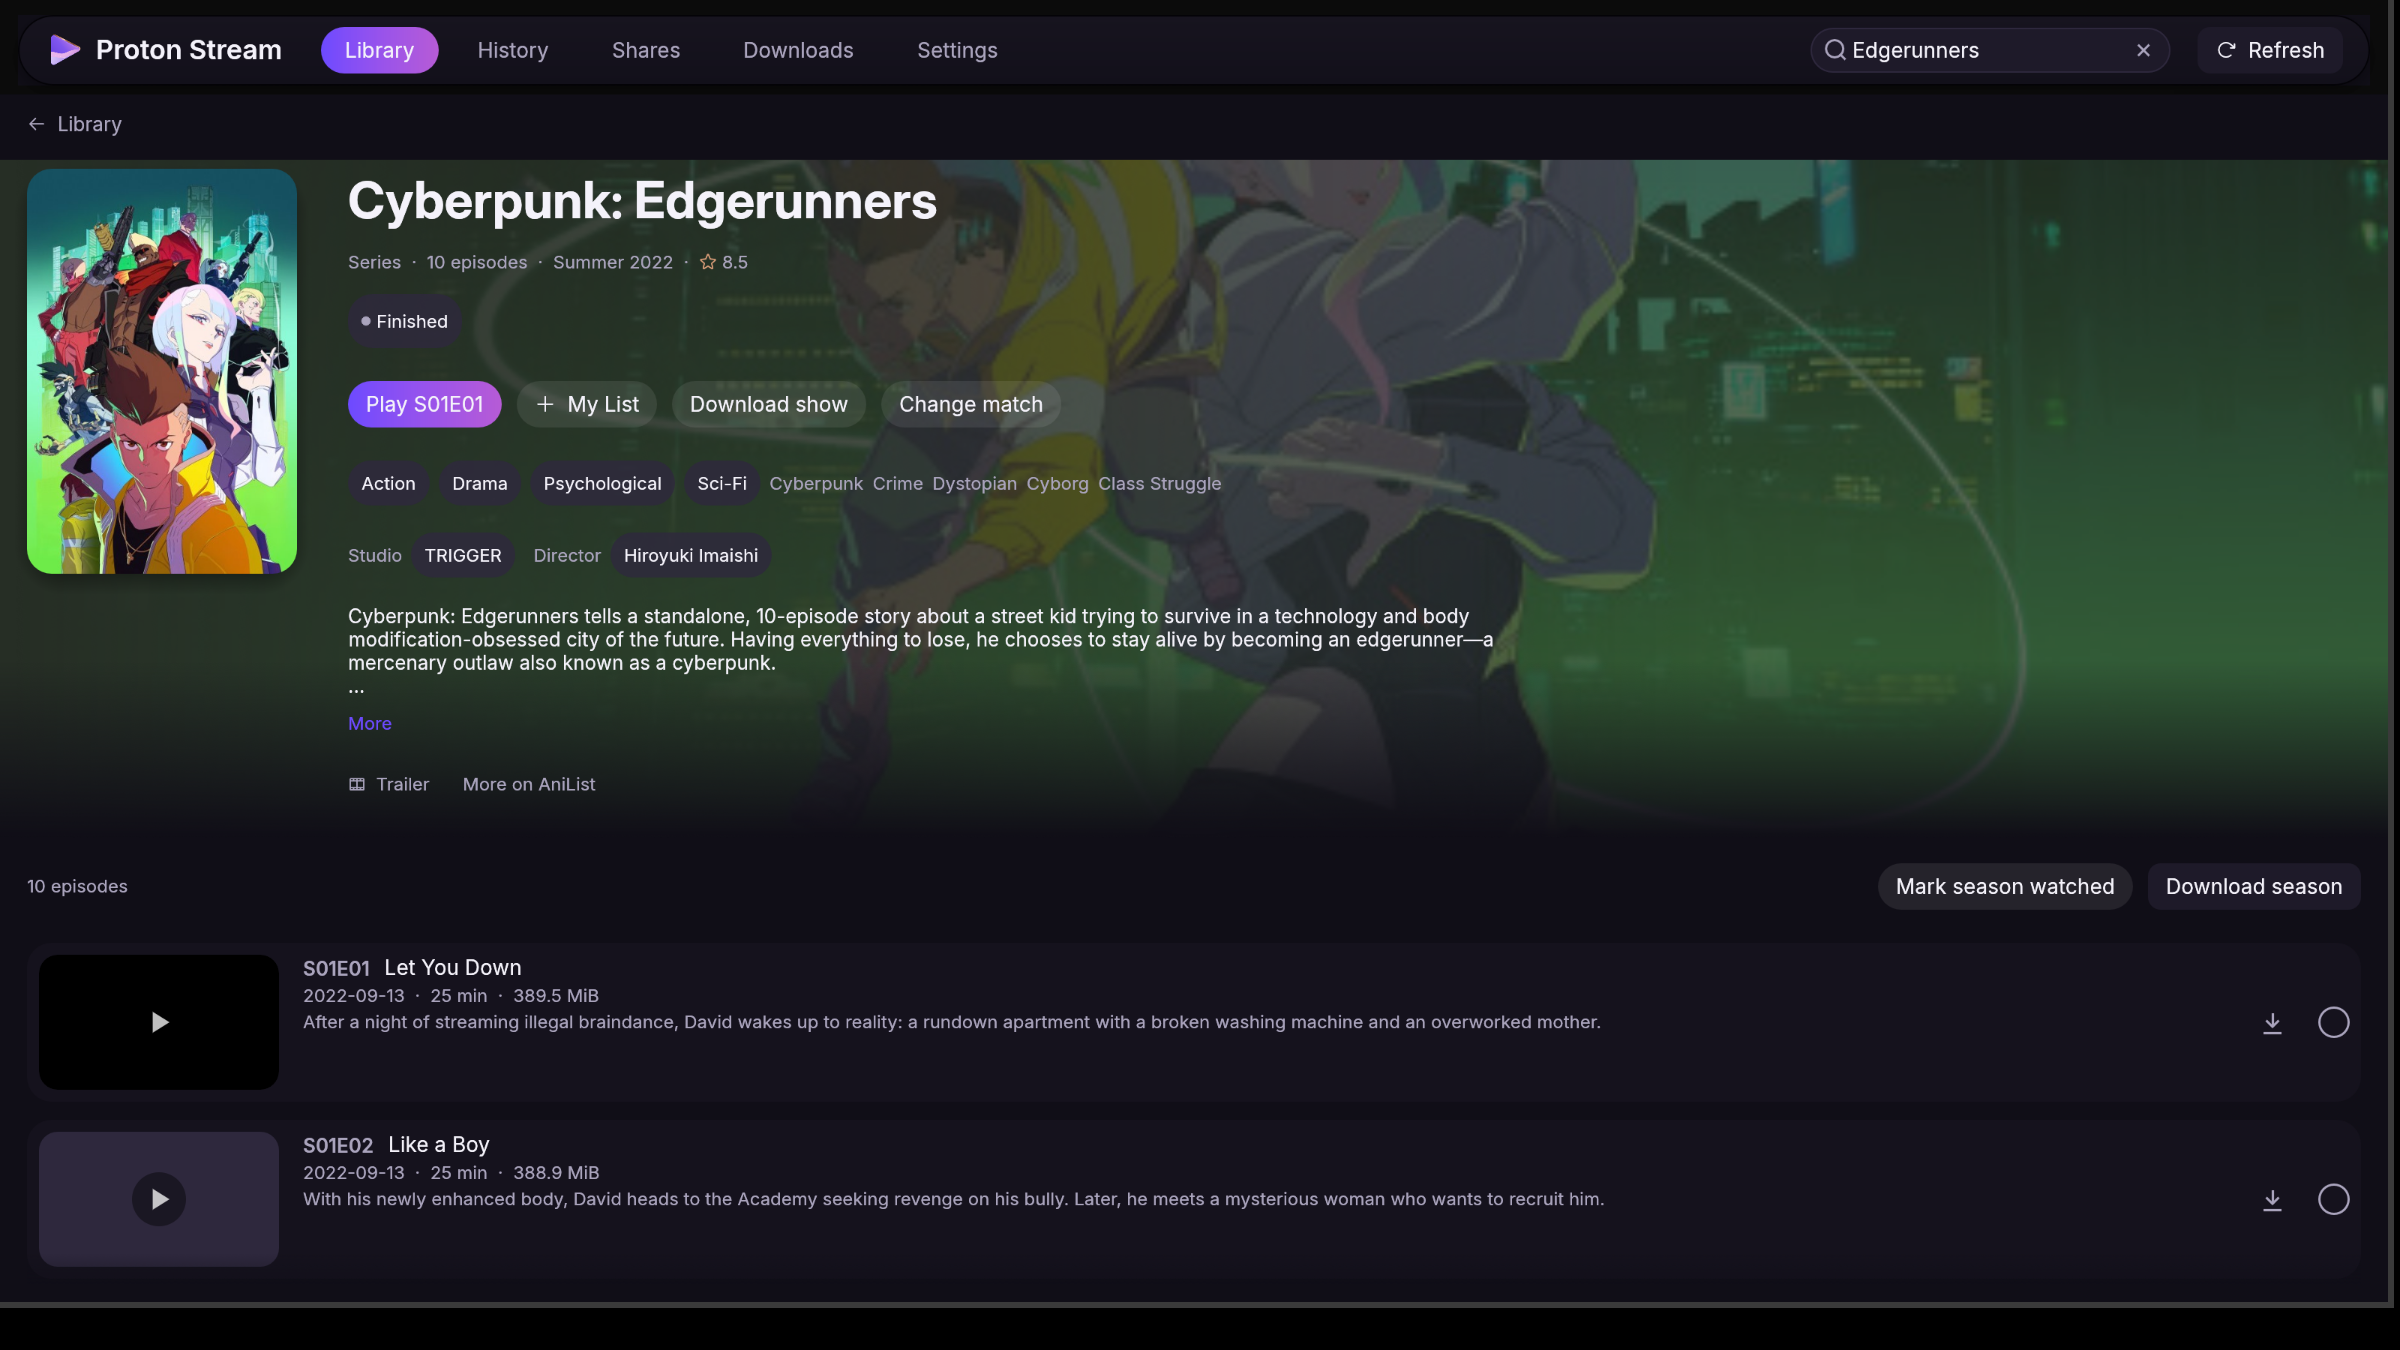 Proton Stream Library History Shares Downloads Settings Edgerunners Refresh
Library
Cyberpunk: Edgerunners
Series · 10 episodes · Summer 2022 · 8.5
Finished
Play S01E01 + My List Download show Change match
Action Drama Psychological Sci-Fi Cyberpunk Crime Dystopian Cyborg Class Struggle
Studio TRIGGER Director Hiroyuki Imaishi
Cyberpunk: Edgerunners tells a standalone, 10-episode story about a street kid trying to survive in a technology and body
modification-obsessed city of the future. Having everything to lose, he chooses to stay alive by becoming an edgerunner—a
mercenary outlaw also known as a cyberpunk.
...
More
Trailer More on AniList
10 episodes Mark season watched Download season
S01E01 Let You Down
2022-09-13 · 25 min · 389.5 MiB
After a night of streaming illegal braindance, David wakes up to reality: a rundown apartment with a broken washing machine and an overworked mother.
S01E02 Like a Boy
2022-09-13 · 25 min · 388.9 MiB
With his newly enhanced body, David heads to the Academy seeking revenge on his bully. Later, he meets a mysterious woman who wants to recruit him.